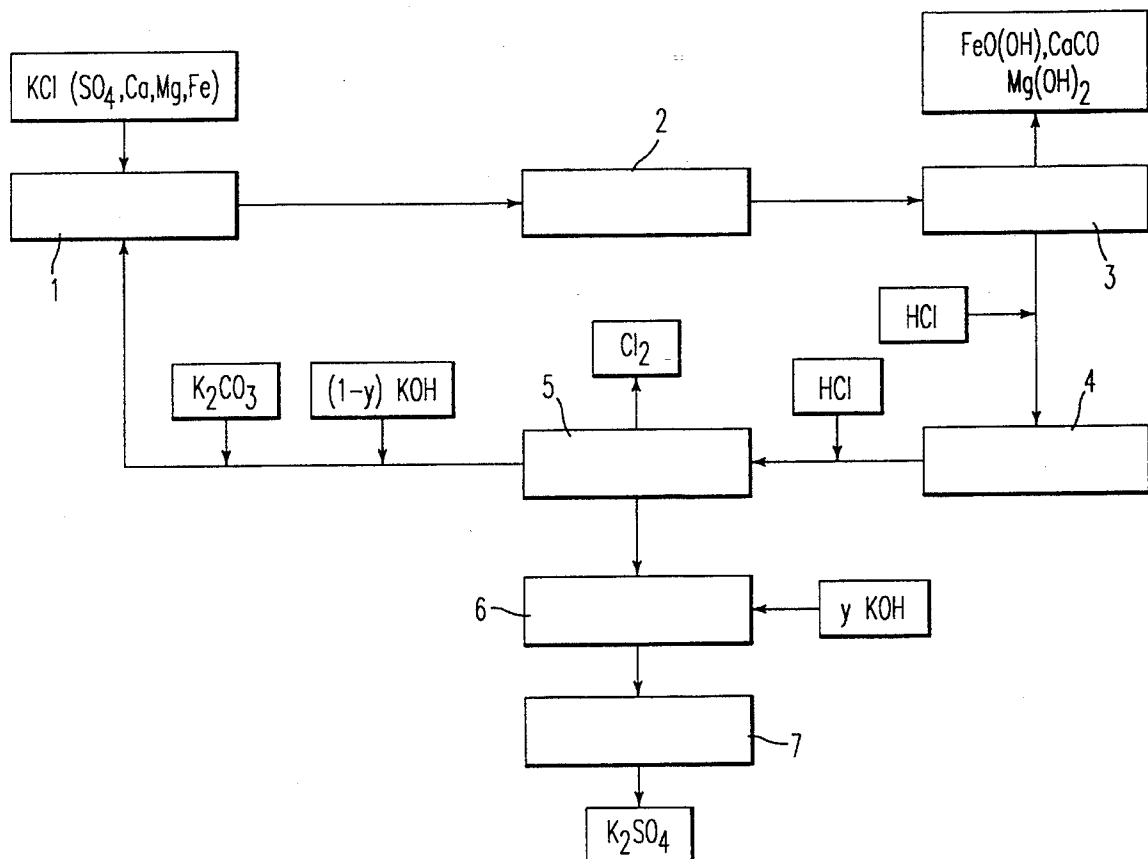 KCl (SO4,Ca,Mg,Fe)
FeO(OH),CaCO
Mg(OH)2
2
1
3
HCl
Cl2
K2CO3
(1-y) KOH
5
HCl
4
6
y KOH
7
K2SO4